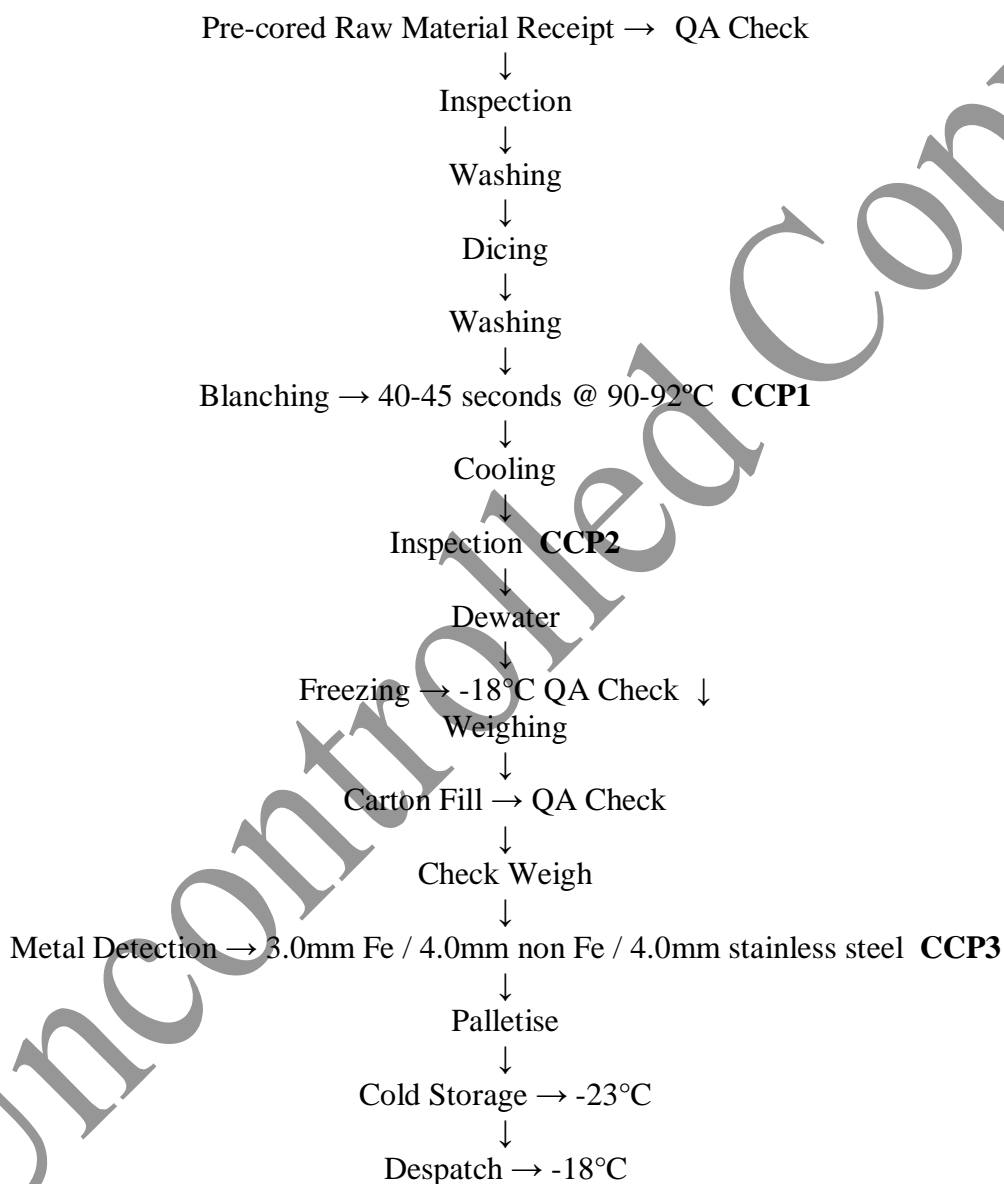 Pre-cored Raw Material Receipt → QA Check
↓
Inspection
↓
Washing
↓
Dicing
↓
Washing
↓
Blanching → 40-45 seconds @ 90-92ºC CCP1
↓
Cooling
↓
Inspection CCP2
↓
Dewater
↓
Freezing → -18°C QA Check ↓
Weighing
↓
Carton Fill → QA Check
↓
Check Weigh
↓
Metal Detection → 3.0mm Fe / 4.0mm non Fe / 4.0mm stainless steel CCP3
↓
Palletise
↓
Cold Storage → -23°C
↓
Despatch → -18°C
Uncontrolled Copy